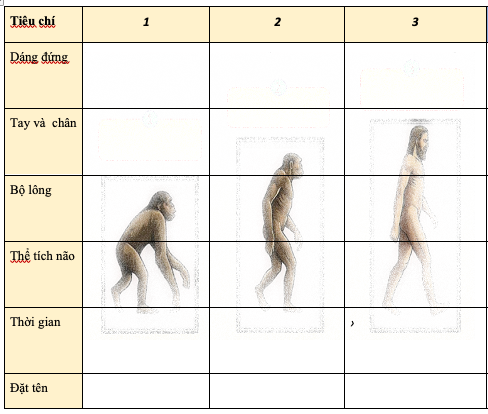 Tiêu chí 1 2 3
Dáng đứng
Tay và chân
Bộ lông
Thể tích não
Thời gian ,
Đặt tên